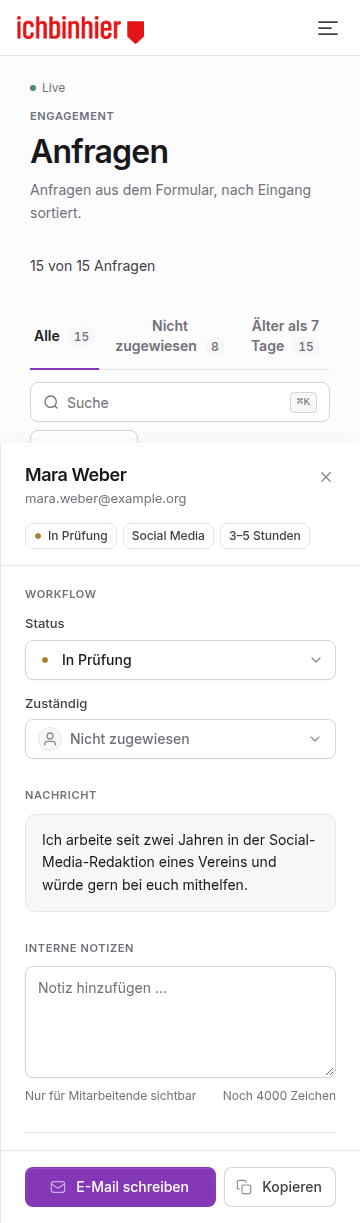 ichbinhier
Live
ENGAGEMENT
Anfragen
Anfragen aus dem Formular, nach Eingang
sortiert.
15 von 15 Anfragen
Alle 15
Nicht
zugewiesen 8
Älter als 7
Tage 15
Suche ⌘K
Mara Weber
mara.weber@example.org
In Prüfung Social Media 3–5 Stunden
WORKFLOW
Status
In Prüfung
Zuständig
Nicht zugewiesen
NACHRICHT
Ich arbeite seit zwei Jahren in der Social-
Media-Redaktion eines Vereins und
würde gern bei euch mithelfen.
INTERNE NOTIZEN
Notiz hinzufügen ...
Nur für Mitarbeitende sichtbar Noch 4000 Zeichen
E-Mail schreiben Kopieren